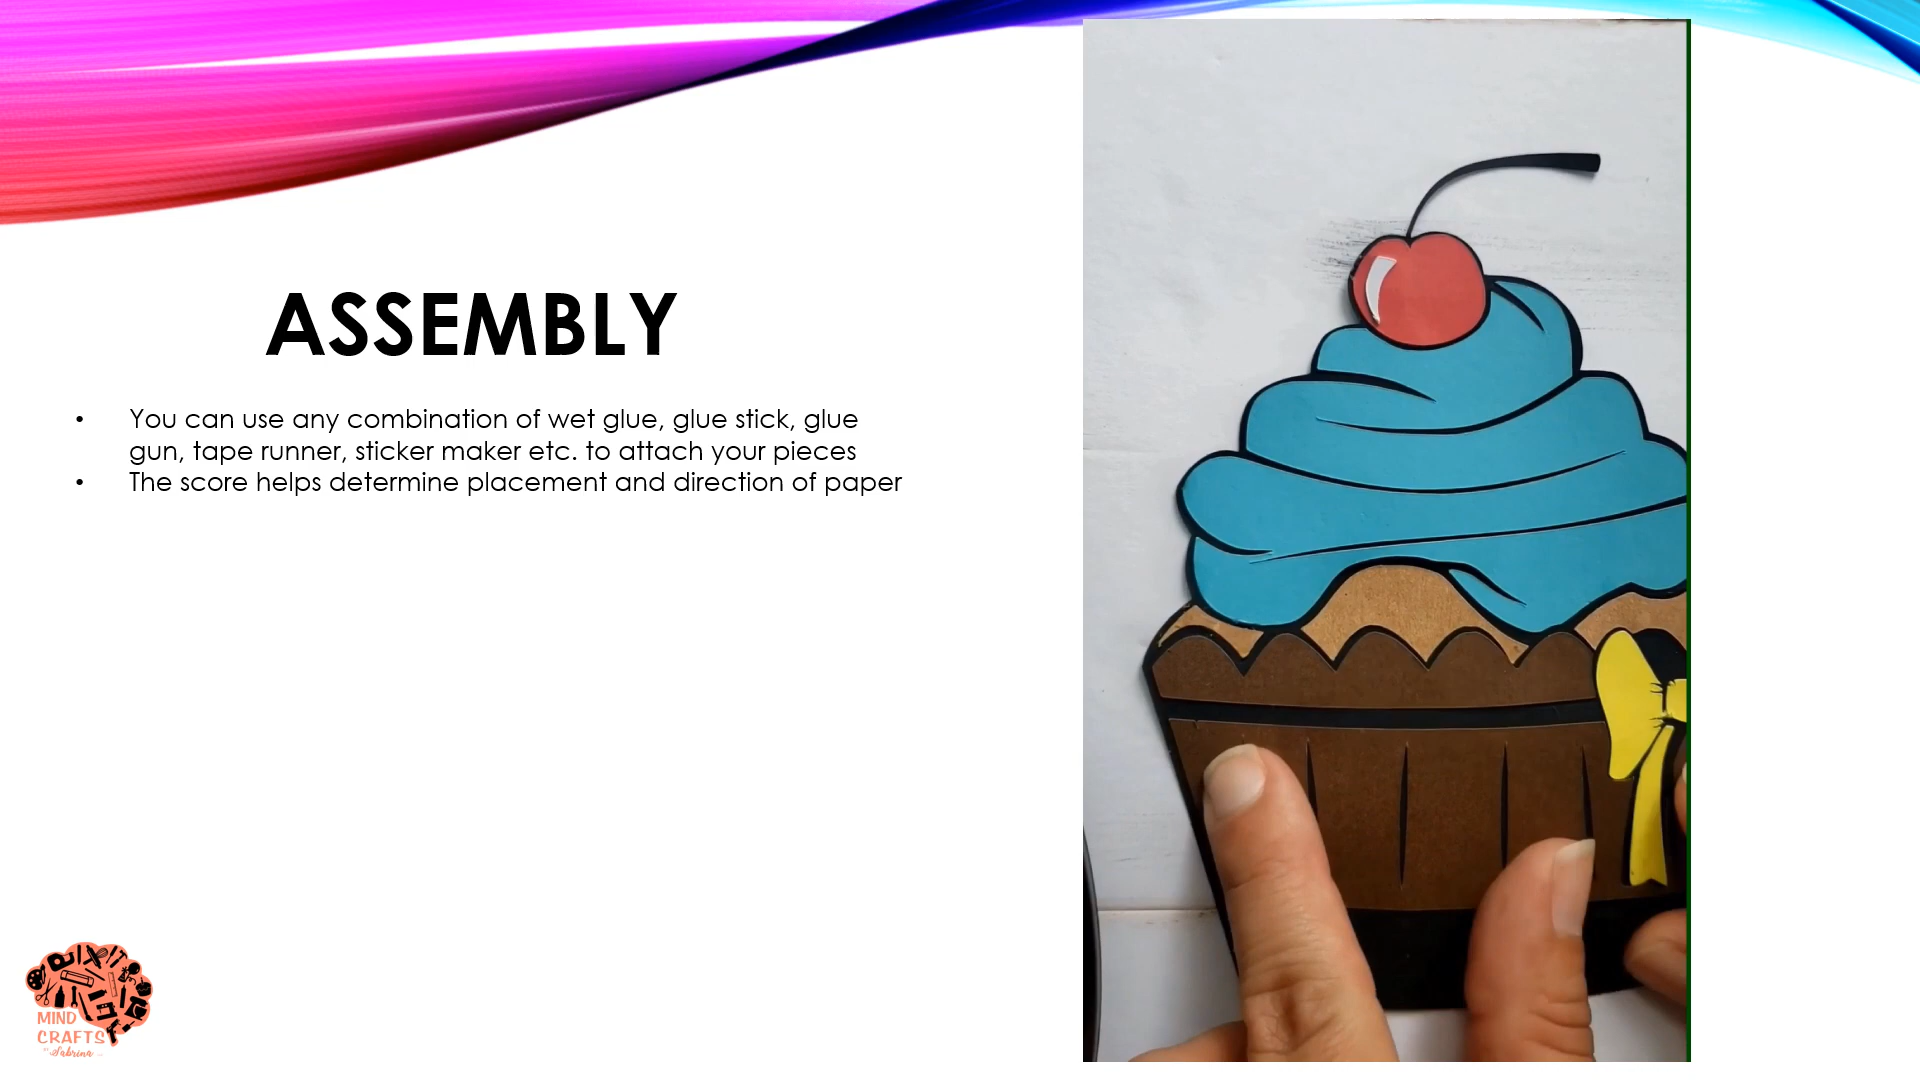 ASSEMBLY
• You can use any combination of wet glue, glue stick, glue
gun, tape runner, sticker maker etc. to attach your pieces
• The score helps determine placement and direction of paper
MIND
CRAFTS
Sabrina